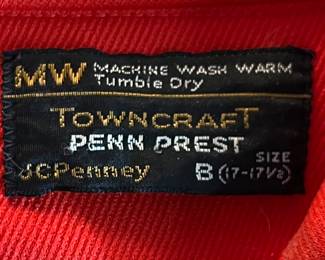 MW MACHINE WASH WARM
Tumble Dry
TOWNCRAFT
PENN PREST
SIZE
JCPenney B (17-17½)